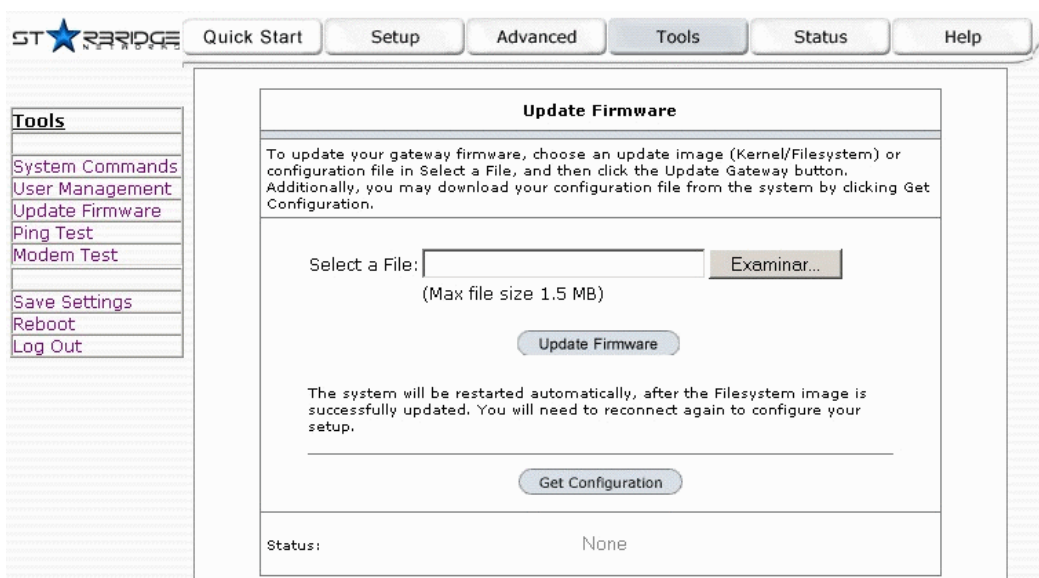 STARBRIDGE
NETWORKS
Quick Start
Setup
Advanced
Tools
Status
Help
Tools
System Commands
User Management
Update Firmware
Ping Test
Modem Test
Save Settings
Reboot
Log Out
Update Firmware
To update your gateway firmware, choose an update image (Kernel/Filesystem) or
configuration file in Select a File, and then click the Update Gateway button.
Additionally, you may download your configuration file from the system by clicking Get
Configuration.
Select a File:
Examinar...
(Max file size 1.5 MB)
Update Firmware
The system will be restarted automatically, after the Filesystem image is
successfully updated. You will need to reconnect again to configure your
setup.
Get Configuration
Status:
None